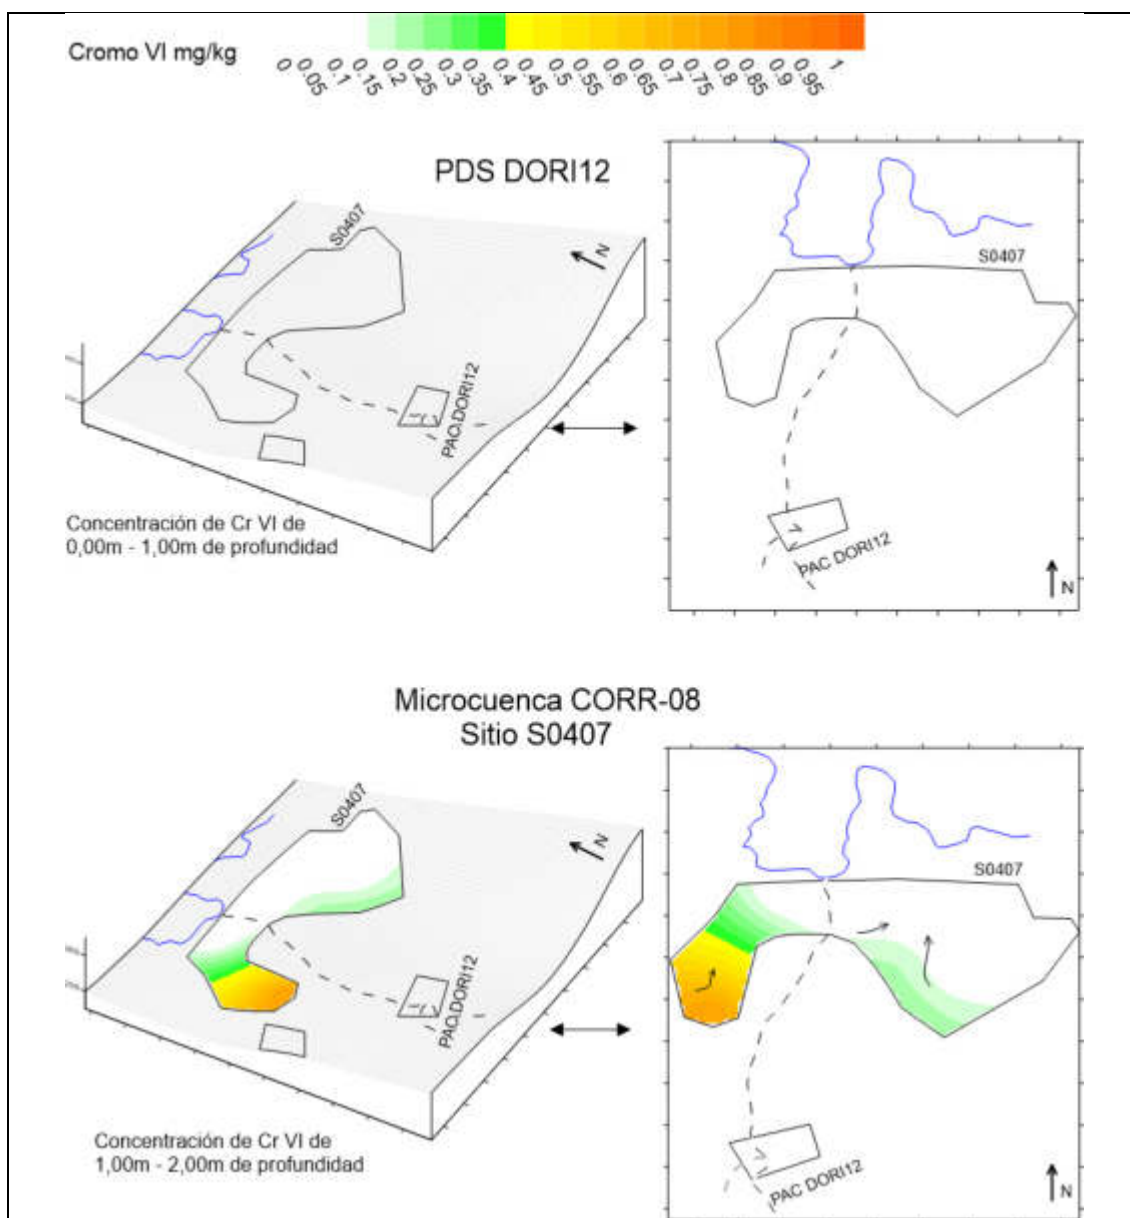 Cromo VI mg/kg
0 0.05 0.1 0.15 0.2 0.25 0.3 0.35 0.4 0.45 0.5 0.55 0.6 0.65 0.7 0.75 0.8 0.85 0.9 0.95 1
PDS DORI12
S0407
N
PAC DORI12
Concentración de Cr VI de
0,00m - 1,00m de profundidad
S0407
PAC DORI12
N
Microcuenca CORR-08
Sitio S0407
S0407
N
PAC DORI12
Concentración de Cr VI de
1,00m - 2,00m de profundidad
S0407
PAC DORI12
N